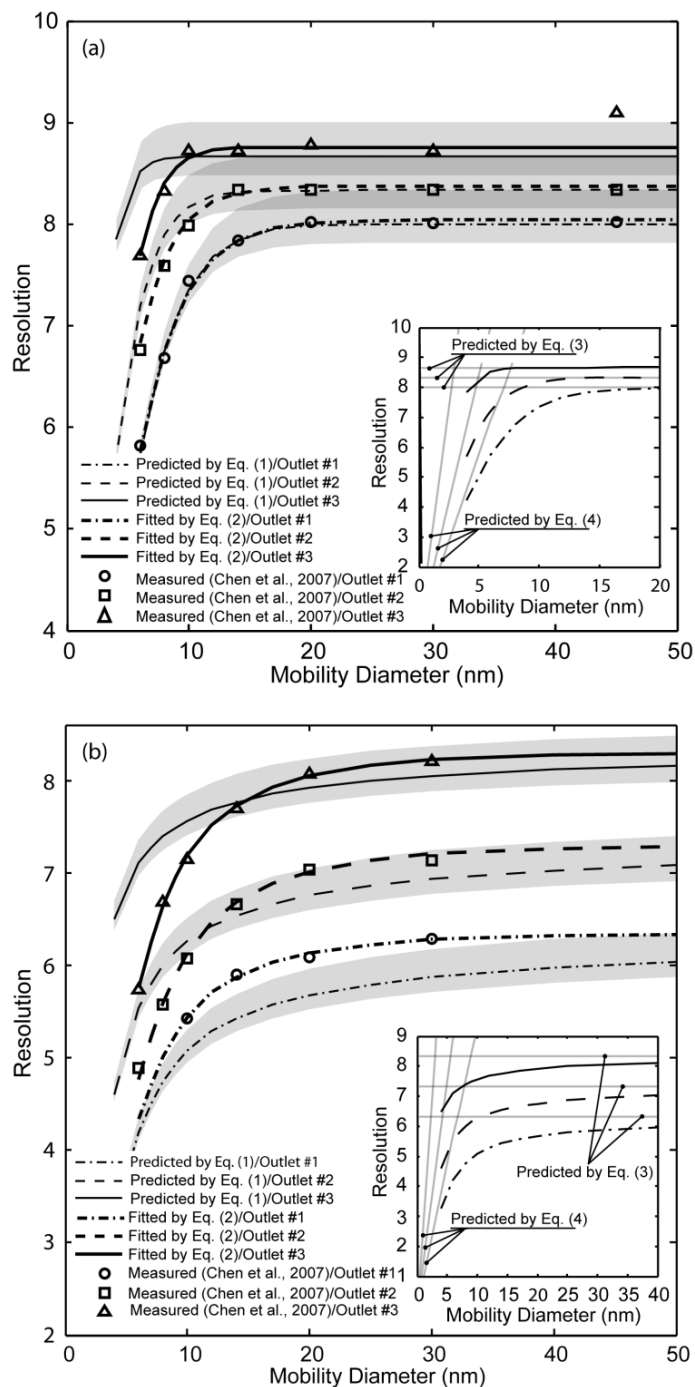 (a)
10
9
8
7
6
5
4
Resolution
0
10
20
30
40
50
Mobility Diameter (nm)
Predicted by Eq. (1)/Outlet #1
Predicted by Eq. (1)/Outlet #2
Predicted by Eq. (1)/Outlet #3
Fitted by Eq. (2)/Outlet #1
Fitted by Eq. (2)/Outlet #2
Fitted by Eq. (2)/Outlet #3
Measured (Chen et al., 2007)/Outlet #1
Measured (Chen et al., 2007)/Outlet #2
Measured (Chen et al., 2007)/Outlet #3
10
9
8
7
6
5
4
3
2
Resolution
Predicted by Eq. (3)
Predicted by Eq. (4)
0
5
10
15
20
Mobility Diameter (nm)
(b)
8
7
6
5
4
3
2
Resolution
0
10
20
30
40
50
Mobility Diameter (nm)
Predicted by Eq. (1)/Outlet #1
Predicted by Eq. (1)/Outlet #2
Predicted by Eq. (1)/Outlet #3
Fitted by Eq. (2)/Outlet #1
Fitted by Eq. (2)/Outlet #2
Fitted by Eq. (2)/Outlet #3
Measured (Chen et al., 2007)/Outlet #11
Measured (Chen et al., 2007)/Outlet #2
Measured (Chen et al., 2007)/Outlet #3
9
8
7
6
5
4
3
2
Resolution
Predicted by Eq. (3)
Predicted by Eq. (4)
0
5
10
15
20
25
30
35
40
Mobility Diameter (nm)